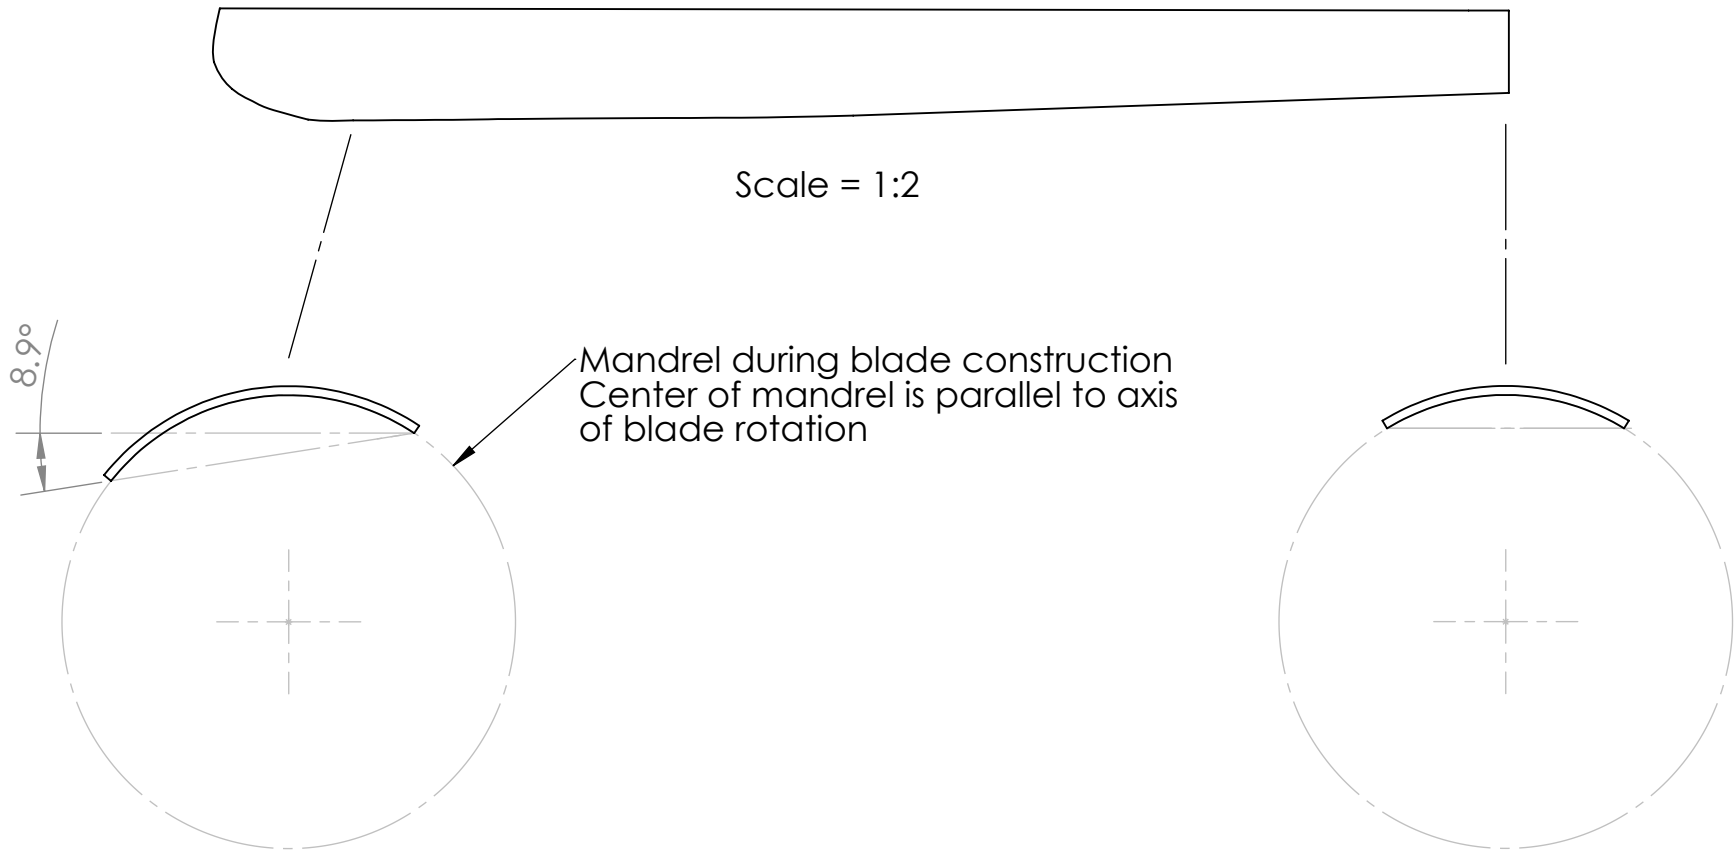 Scale = 1:2
8.9°
Mandrel during blade construction
Center of mandrel is parallel to axis
of blade rotation